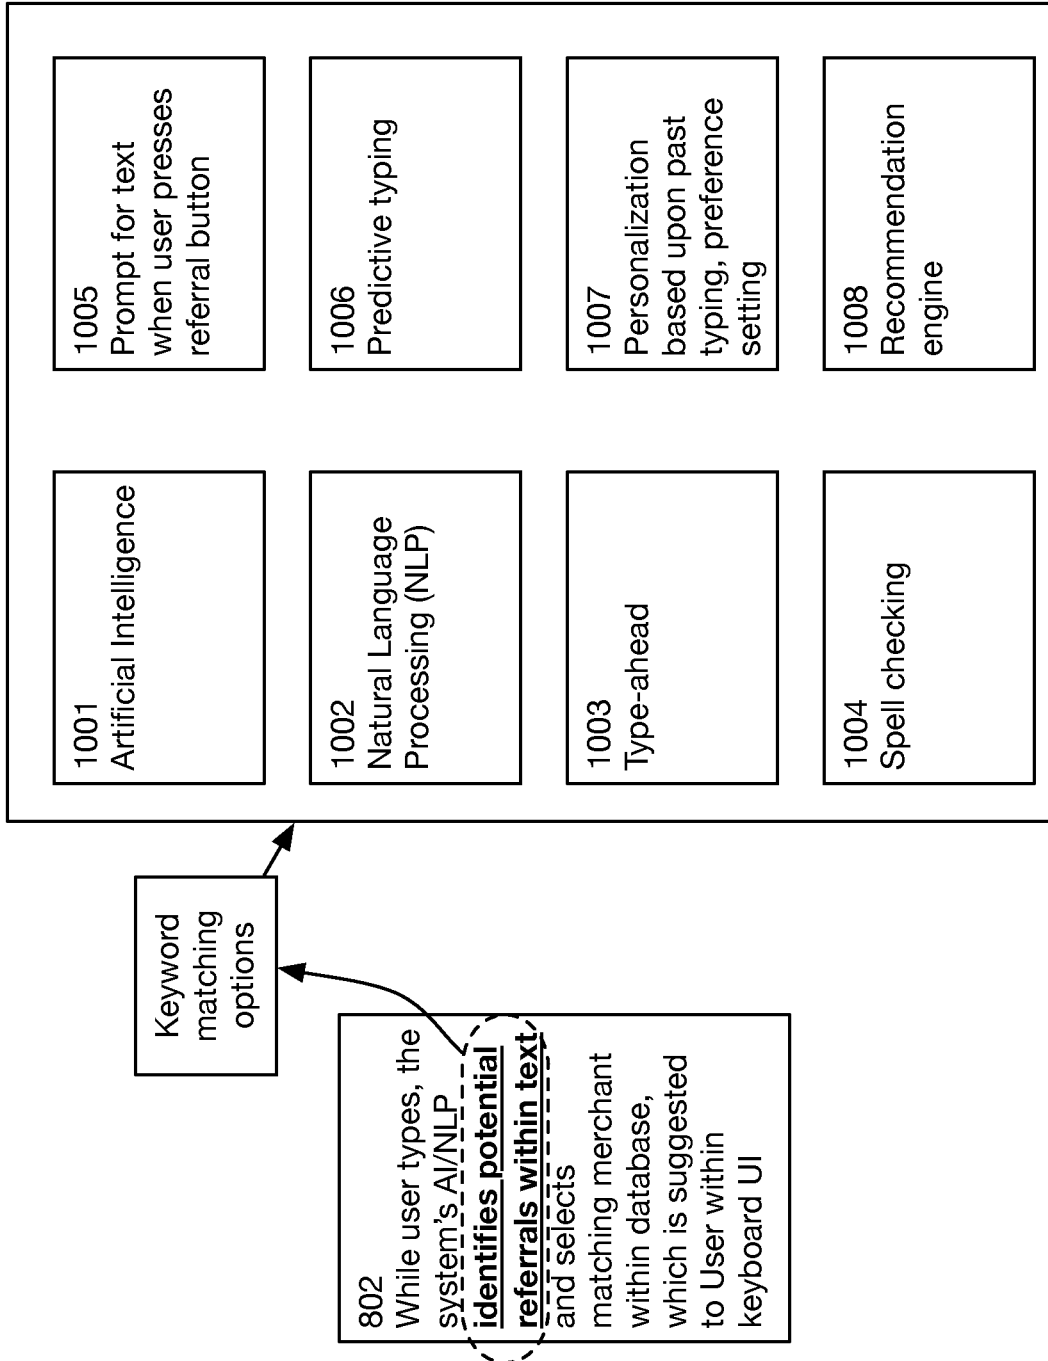 802
While user types, the
system's AI/NLP
identifies potential
referrals within text
and selects
matching merchant
within database,
which is suggested
to User within
keyboard UI
Keyword
matching
options
1001
Artificial Intelligence
1002
Natural Language
Processing (NLP)
1003
Type-ahead
1004
Spell checking
1005
Prompt for text
when user presses
referral button
1006
Predictive typing
1007
Personalization
based upon past
typing, preference
setting
1008
Recommendation
engine